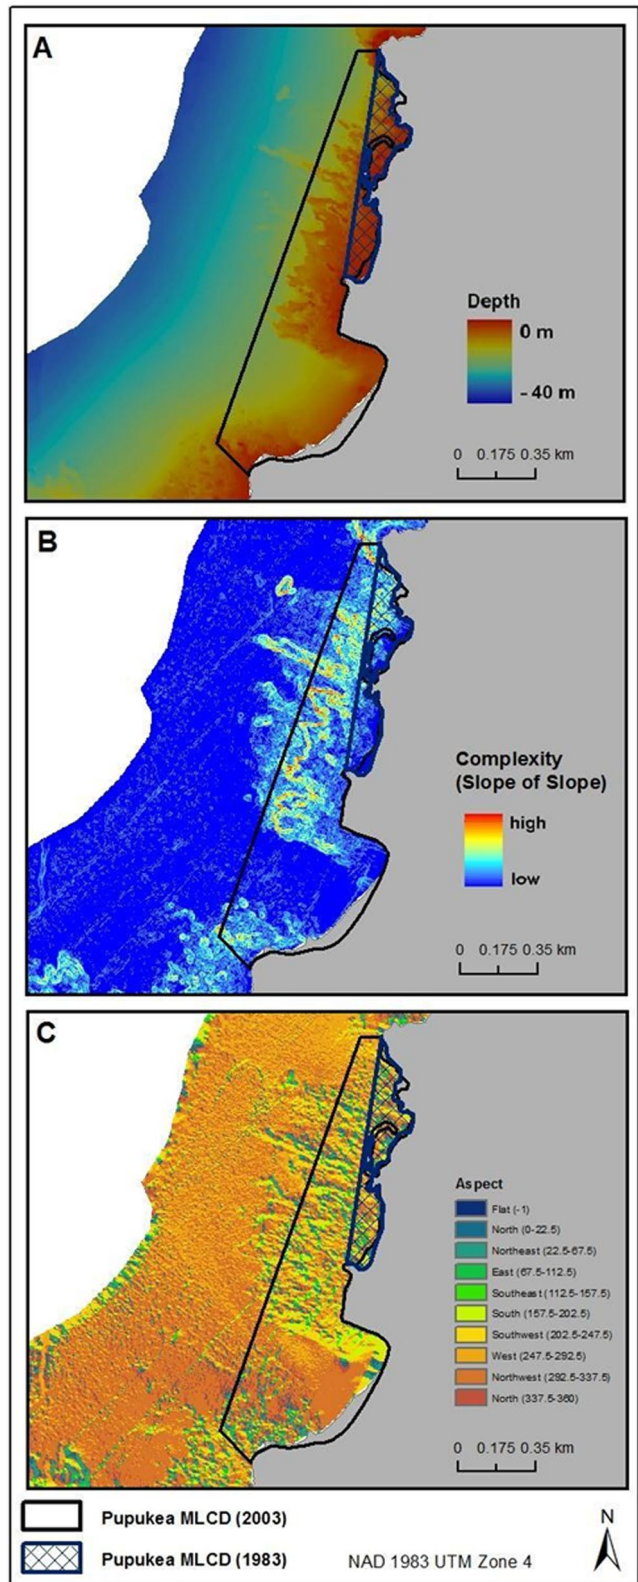 A
Depth
0 m
- 40 m
0 0.175 0.35 km
B
Complexity
(Slope of Slope)
high
low
0 0.175 0.35 km
C
Aspect
Flat (-1)
North (0-22.5)
Northeast (22.5-67.5)
East (67.5-112.5)
Southeast (112.5-157.5)
South (157.5-202.5)
Southwest (202.5-247.5)
West (247.5-292.5)
Northwest (292.5-337.5)
North (337.5-360)
0 0.175 0.35 km
Pupukea MLCD (2003)
Pupukea MLCD (1983)
NAD 1983 UTM Zone 4
N